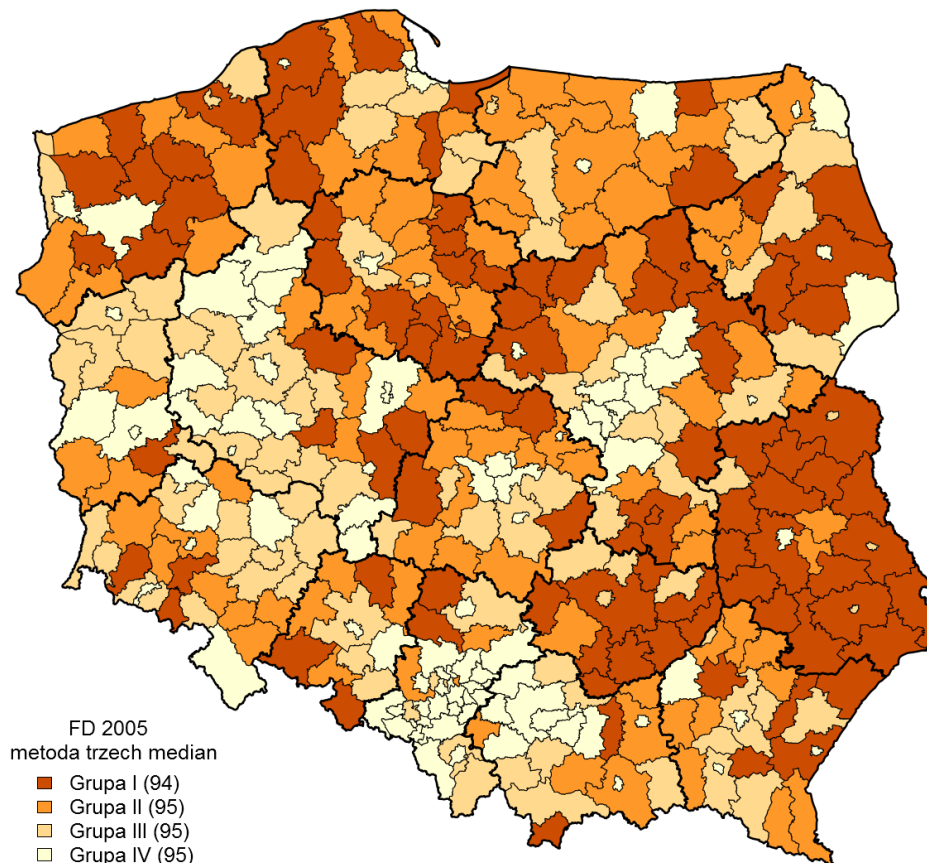 FD 2005
metoda trzech median
Grupa I (94)
Grupa II (95)
Grupa III (95)
Grupa IV (95)